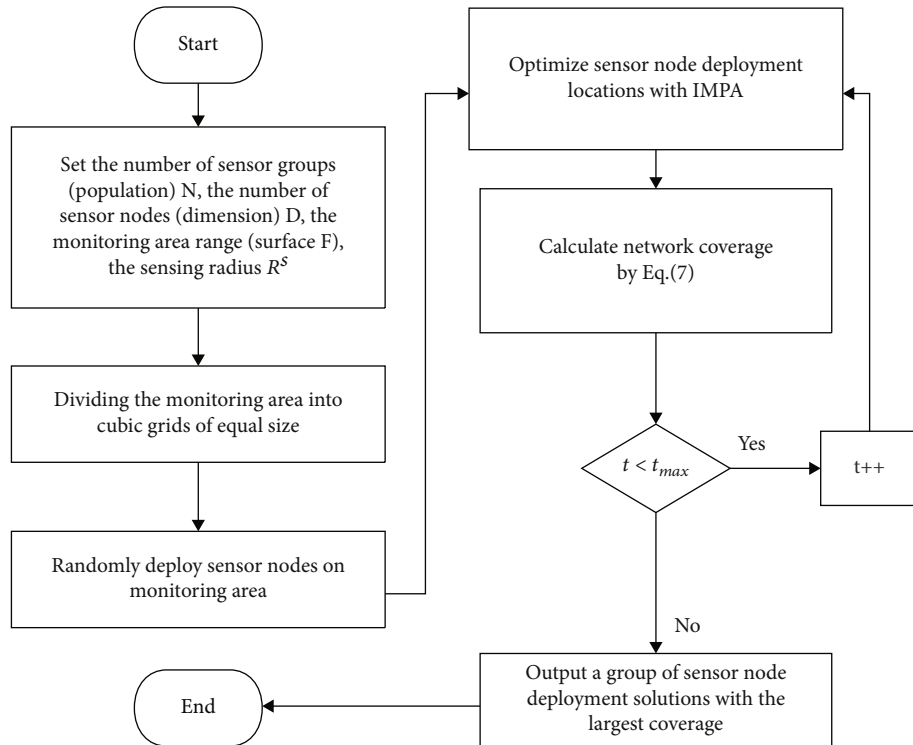 Start
Set the number of sensor groups
(population) N, the number of
sensor nodes (dimension) D, the
monitoring area range (surface F),
the sensing radius R^s
Dividing the monitoring area into
cubic grids of equal size
Randomly deploy sensor nodes on
monitoring area
Optimize sensor node deployment
locations with IMPA
Calculate network coverage
by Eq.(7)
t < t_max
Yes
t++
No
Output a group of sensor node
deployment solutions with the
largest coverage
End